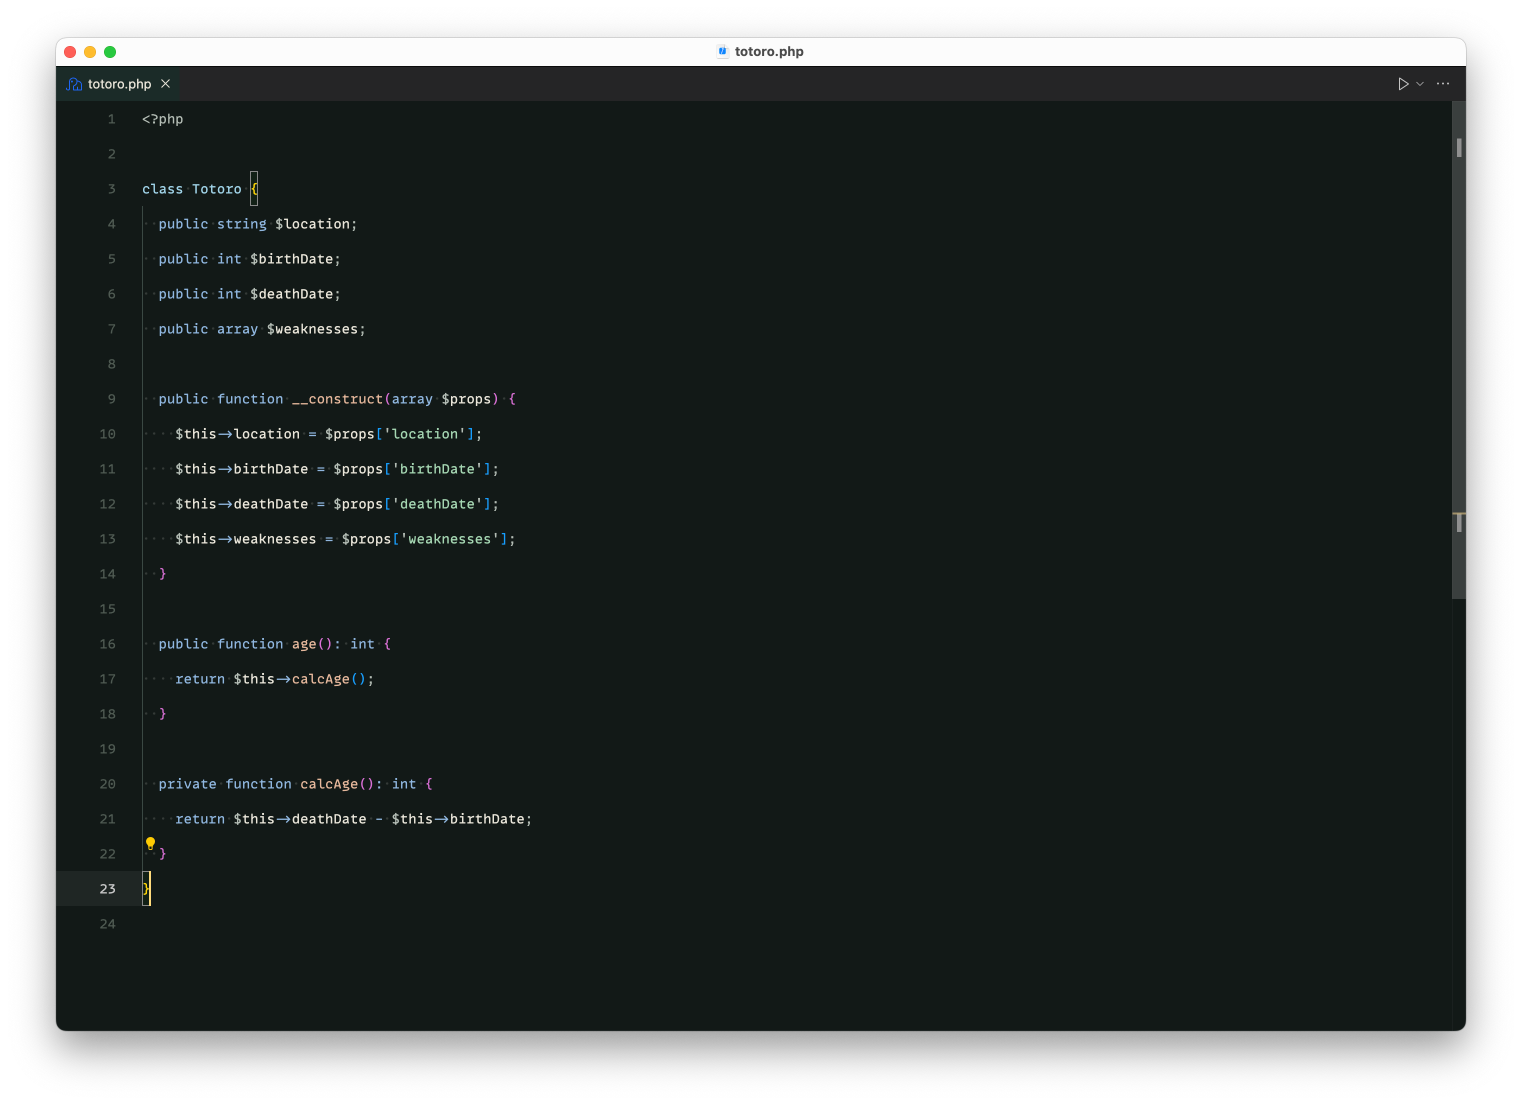 totoro.php
totoro.php
1 <?php
2
3 class Totoro {
4 public string $location;
5 public int $birthDate;
6 public int $deathDate;
7 public array $weaknesses;
8
9 public function __construct(array $props) {
10 $this->location = $props['location'];
11 $this->birthDate = $props['birthDate'];
12 $this->deathDate = $props['deathDate'];
13 $this->weaknesses = $props['weaknesses'];
14 }
15
16 public function age(): int {
17 return $this->calcAge();
18 }
19
20 private function calcAge(): int {
21 return $this->deathDate - $this->birthDate;
22 }
23 }
24